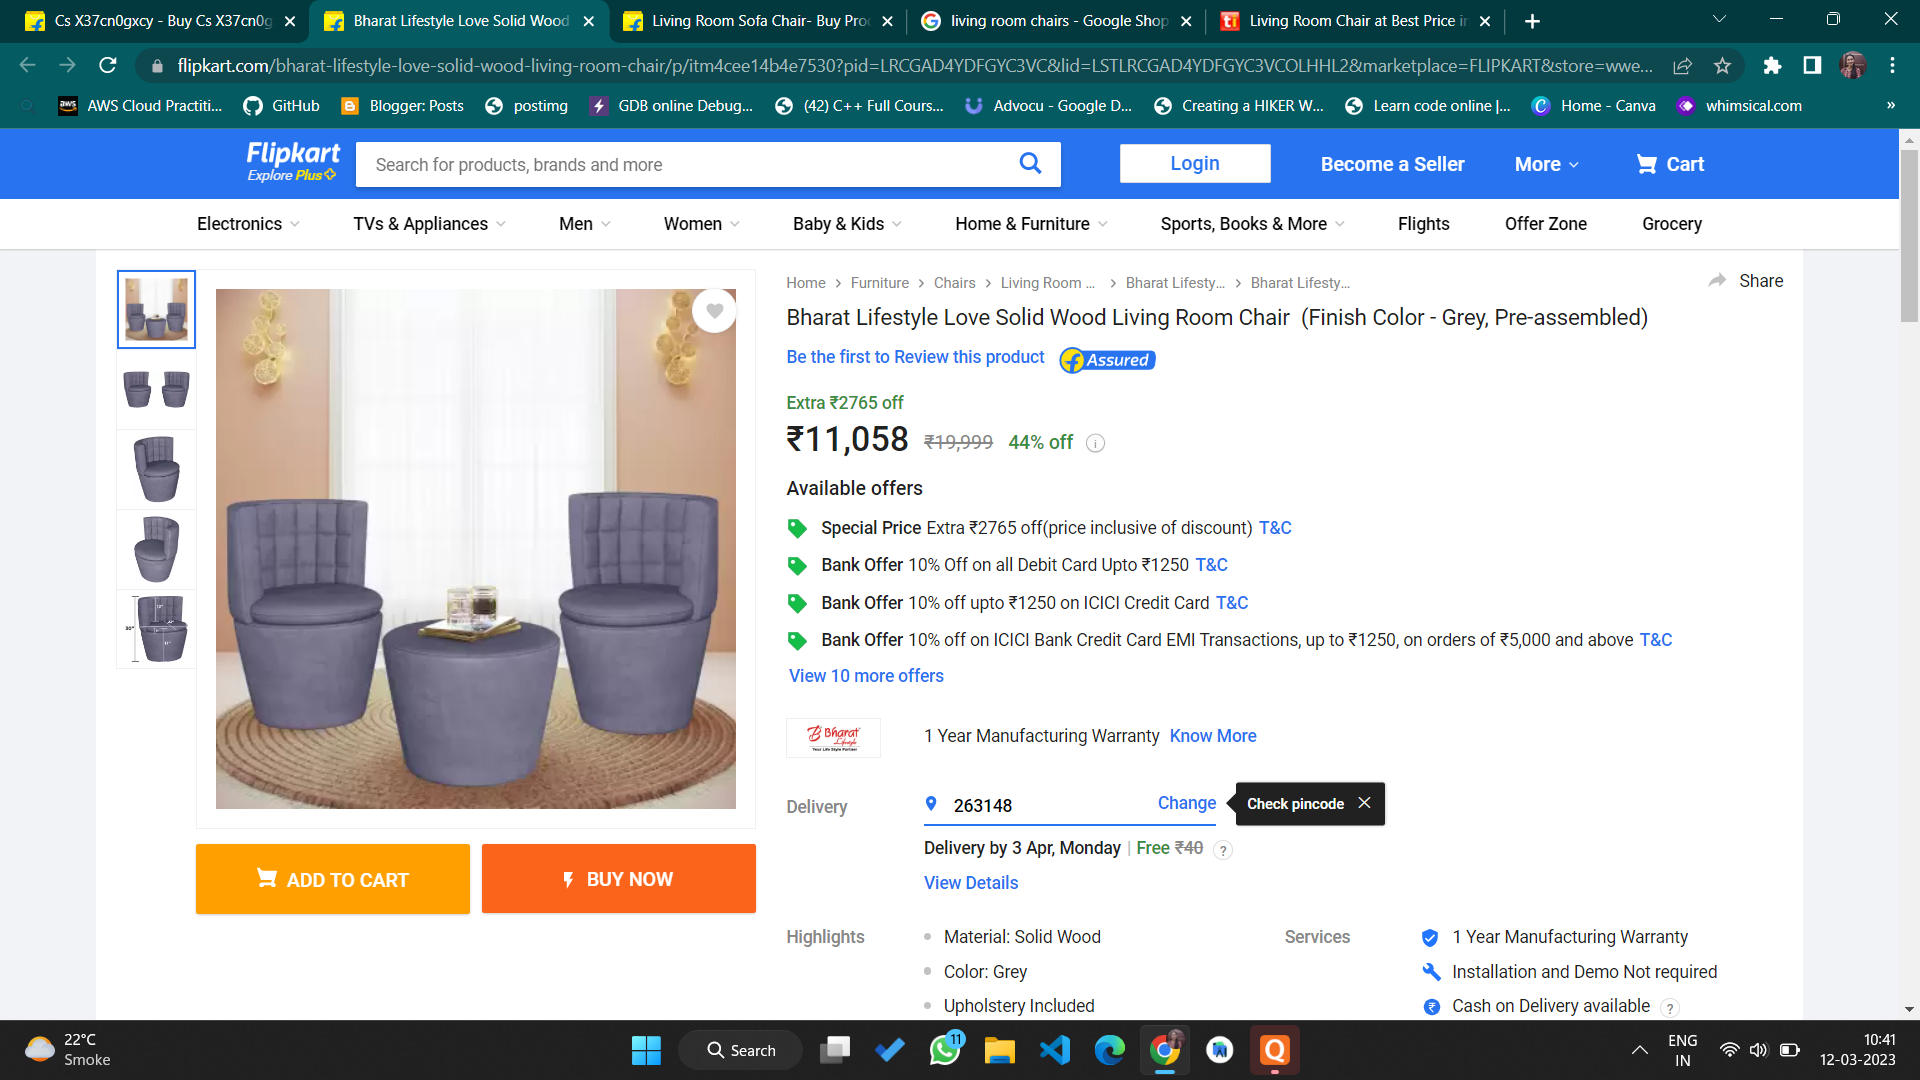 Cs X37cn0gxcy - Buy Cs X37cn0g
Bharat Lifestyle Love Solid Wood
Living Room Sofa Chair- Buy Pro
living room chairs - Google Shop
Living Room Chair at Best Price in
flipkart.com/bharat-lifestyle-love-solid-wood-living-room-chair/p/itm4cee14b4e7530?pid=LRCGAD4YDFGYC3VC&lid=LSTLRCGAD4YDFGYC3VCOLHHL2&marketplace=FLIPKART&store=wwe...
aws AWS Cloud Practiti... GitHub Blogger: Posts postimg GDB online Debug... (42) C++ Full Cours... Advocu - Google D... Creating a HIKER W... Learn code online |... Home - Canva whimsical.com »
Flipkart
Explore Plus
Search for products, brands and more
Login
Become a Seller
More
Cart
Electronics TVs & Appliances Men Women Baby & Kids Home & Furniture Sports, Books & More Flights Offer Zone Grocery
Home > Furniture > Chairs > Living Room ... > Bharat Lifesty... > Bharat Lifesty...
Share
Bharat Lifestyle Love Solid Wood Living Room Chair (Finish Color - Grey, Pre-assembled)
Be the first to Review this product
Assured
Extra ₹2765 off
₹11,058 ₹19,999 44% off
Available offers
Special Price Extra ₹2765 off(price inclusive of discount) T&C
Bank Offer 10% Off on all Debit Card Upto ₹1250 T&C
Bank Offer 10% off upto ₹1250 on ICICI Credit Card T&C
Bank Offer 10% off on ICICI Bank Credit Card EMI Transactions, up to ₹1250, on orders of ₹5,000 and above T&C
View 10 more offers
Bharat
Lifestyle
Your Life Style Partner
1 Year Manufacturing Warranty Know More
Delivery
263148
Change
Check pincode
Delivery by 3 Apr, Monday | Free ₹40 ?
View Details
ADD TO CART
BUY NOW
Highlights
Material: Solid Wood
Color: Grey
Upholstery Included
Services
1 Year Manufacturing Warranty
Installation and Demo Not required
Cash on Delivery available ?
22°C
Smoke
Search
11
ENG
IN
10:41
12-03-2023